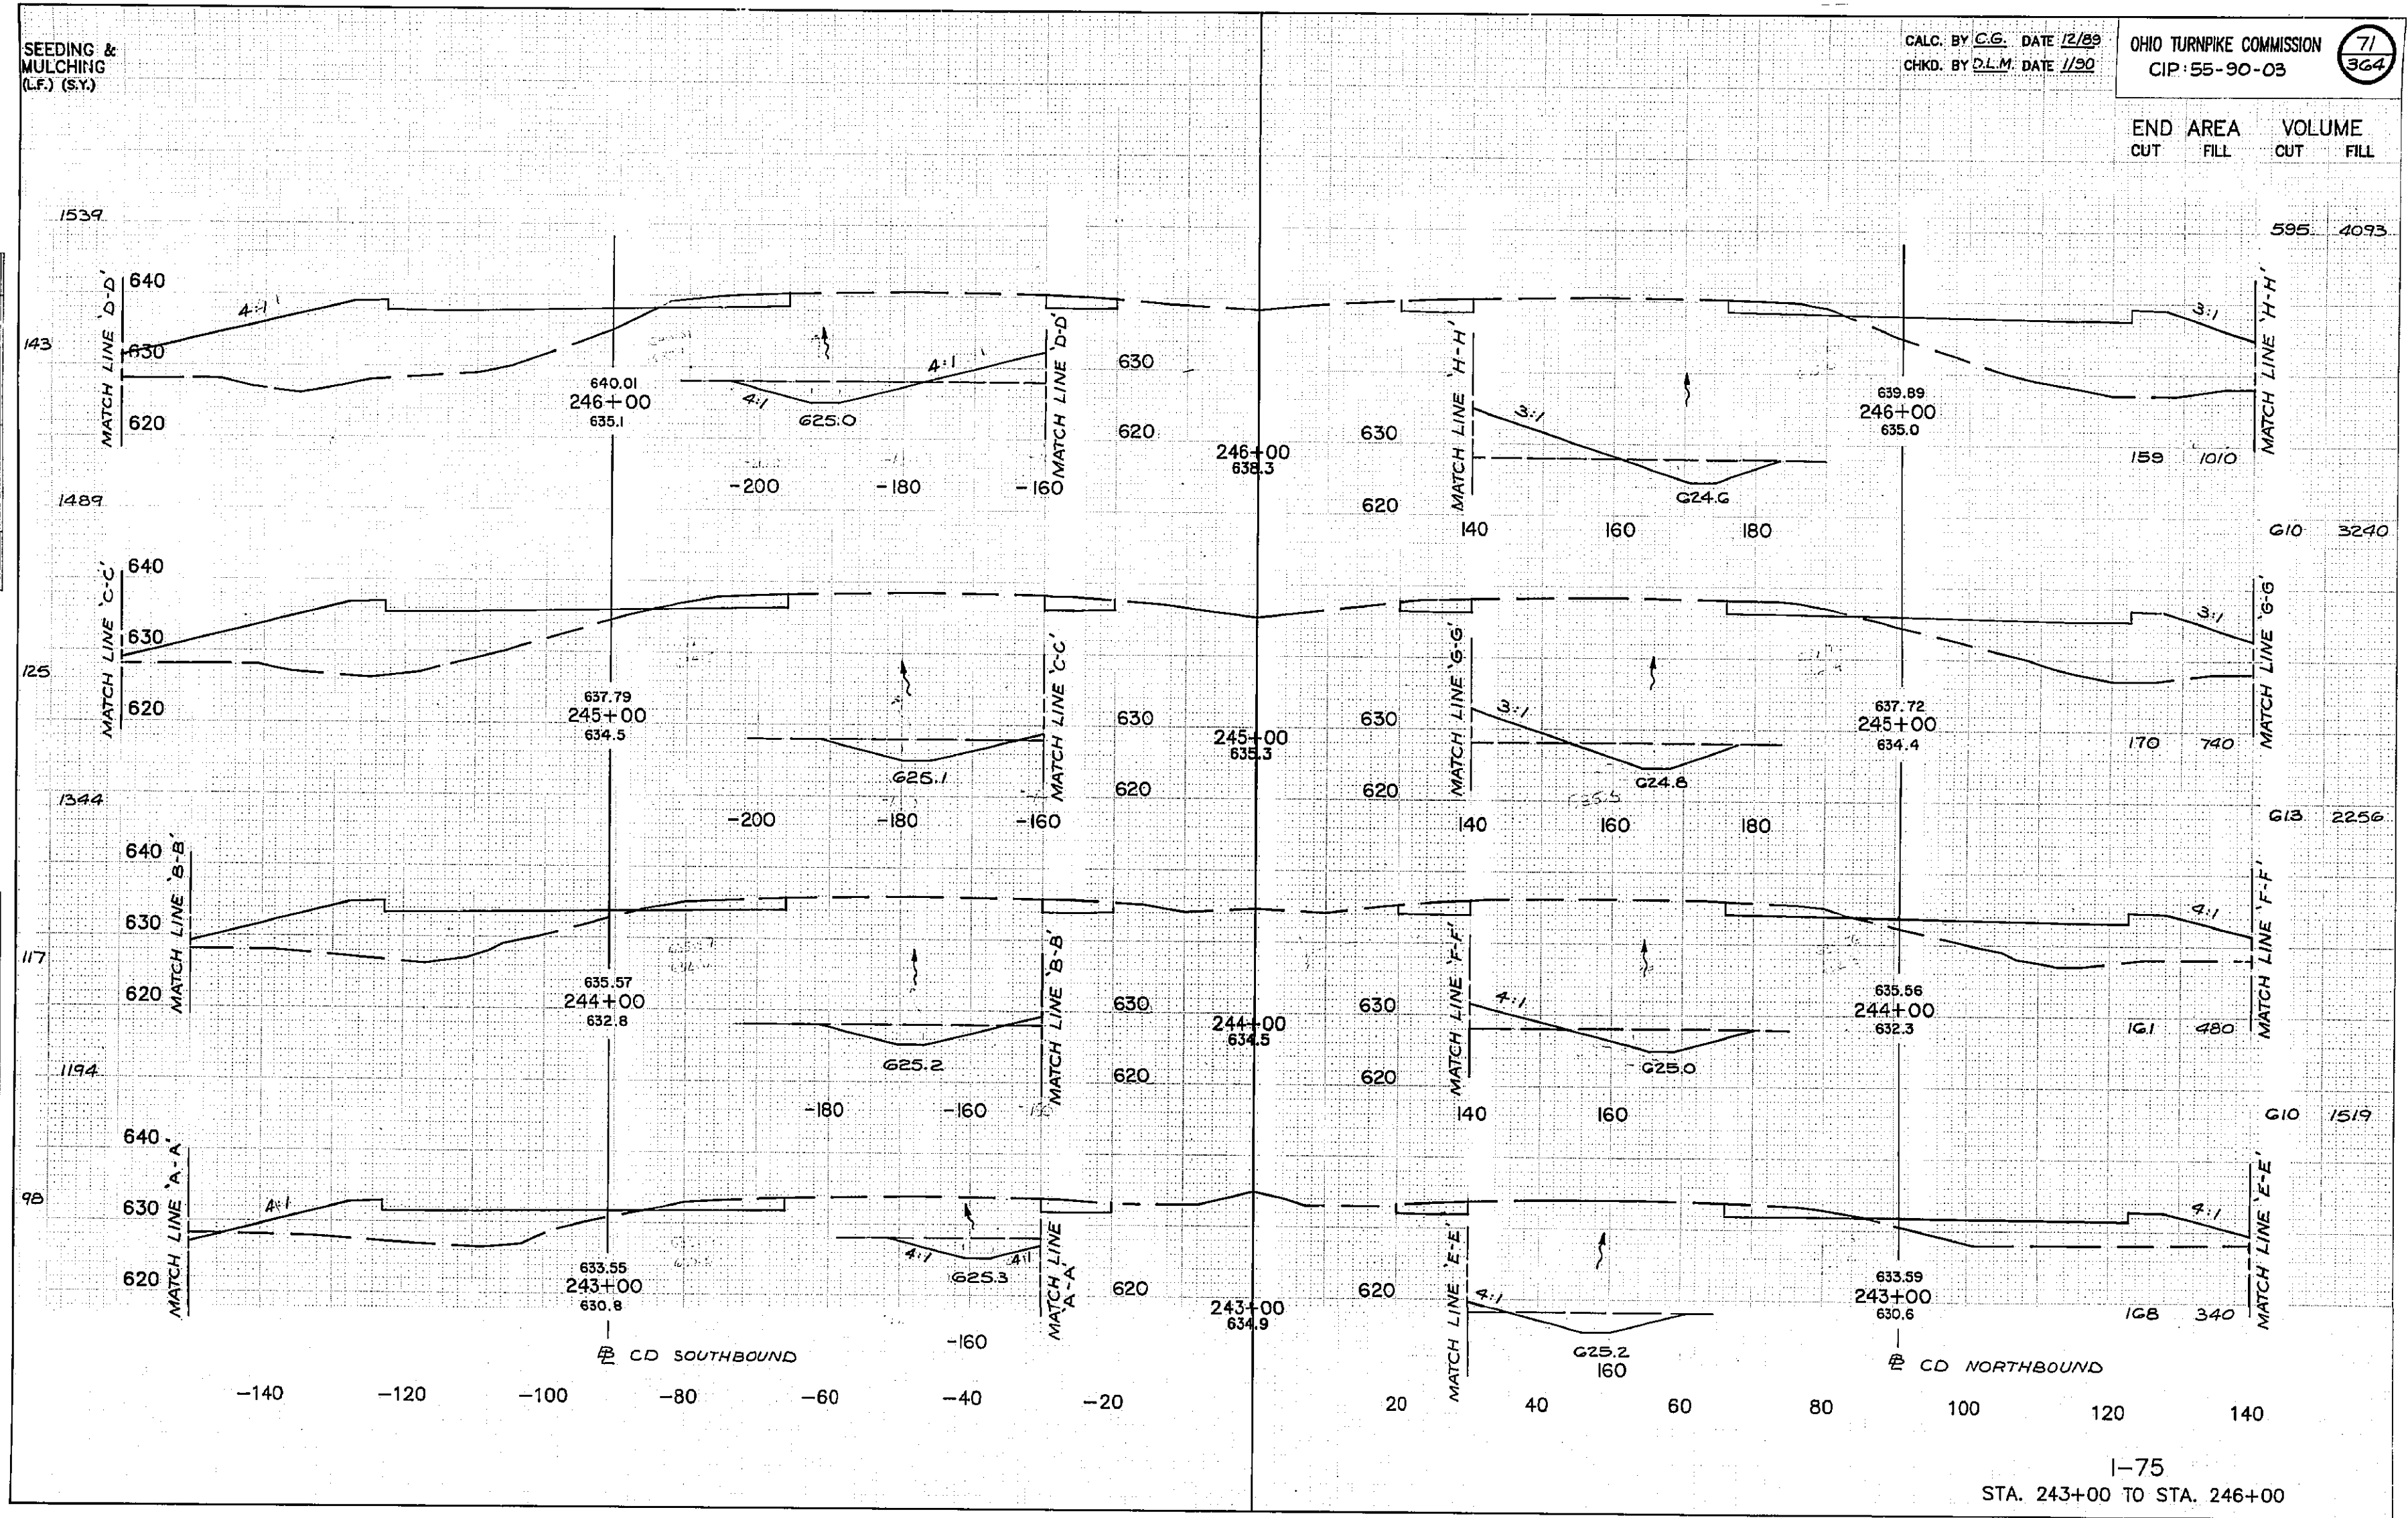 SEEDING &
MULCHING
(L.F.) (S.Y.)
CALC. BY C.G. DATE 12/89
CHKD. BY D.L.M. DATE 1/90
OHIO TURNPIKE COMMISSION
CIP: 55-90-03
71
364
END AREA VOLUME
CUT FILL CUT FILL
1539
595 4093
MATCH LINE 'D-D'
640
630
620
4:1
143
640.01
246+00
635.1
4:1
4:1
625.0
-200 -180 -160
MATCH LINE 'D-D'
630
620
246+00
638.3
630
620
MATCH LINE 'H-H'
3:1
624.6
140 160 180
639.89
246+00
635.0
3:1
MATCH LINE 'H-H'
159 1010
1489
610 3240
MATCH LINE 'C-C'
640
630
620
125
637.79
245+00
634.5
625.1
-200 -180 -160
MATCH LINE 'C-C'
630
620
245+00
635.3
630
620
MATCH LINE 'G-G'
3:1
624.8
140 160 180
637.72
245+00
634.4
3:1
MATCH LINE 'G-G'
170 740
1344
613 2256
640
630
620
MATCH LINE 'B-B'
117
635.57
244+00
632.8
625.2
-180 -160
MATCH LINE 'B-B'
630
620
244+00
634.5
630
620
MATCH LINE 'F-F'
4:1
625.0
140 160
635.56
244+00
632.3
4:1
MATCH LINE 'F-F'
161 480
1194
610 1519
640
630
620
MATCH LINE 'A-A'
4:1
98
633.55
243+00
630.8
4:1 4:1
625.3
-160
MATCH LINE
'A-A'
620
243+00
634.9
620
MATCH LINE 'E-E'
4:1
625.2
160
633.59
243+00
630.6
4:1
MATCH LINE 'E-E'
168 340
BL CD SOUTHBOUND
BL CD NORTHBOUND
-140 -120 -100 -80 -60 -40 -20 20 40 60 80 100 120 140
I-75
STA. 243+00 TO STA. 246+00